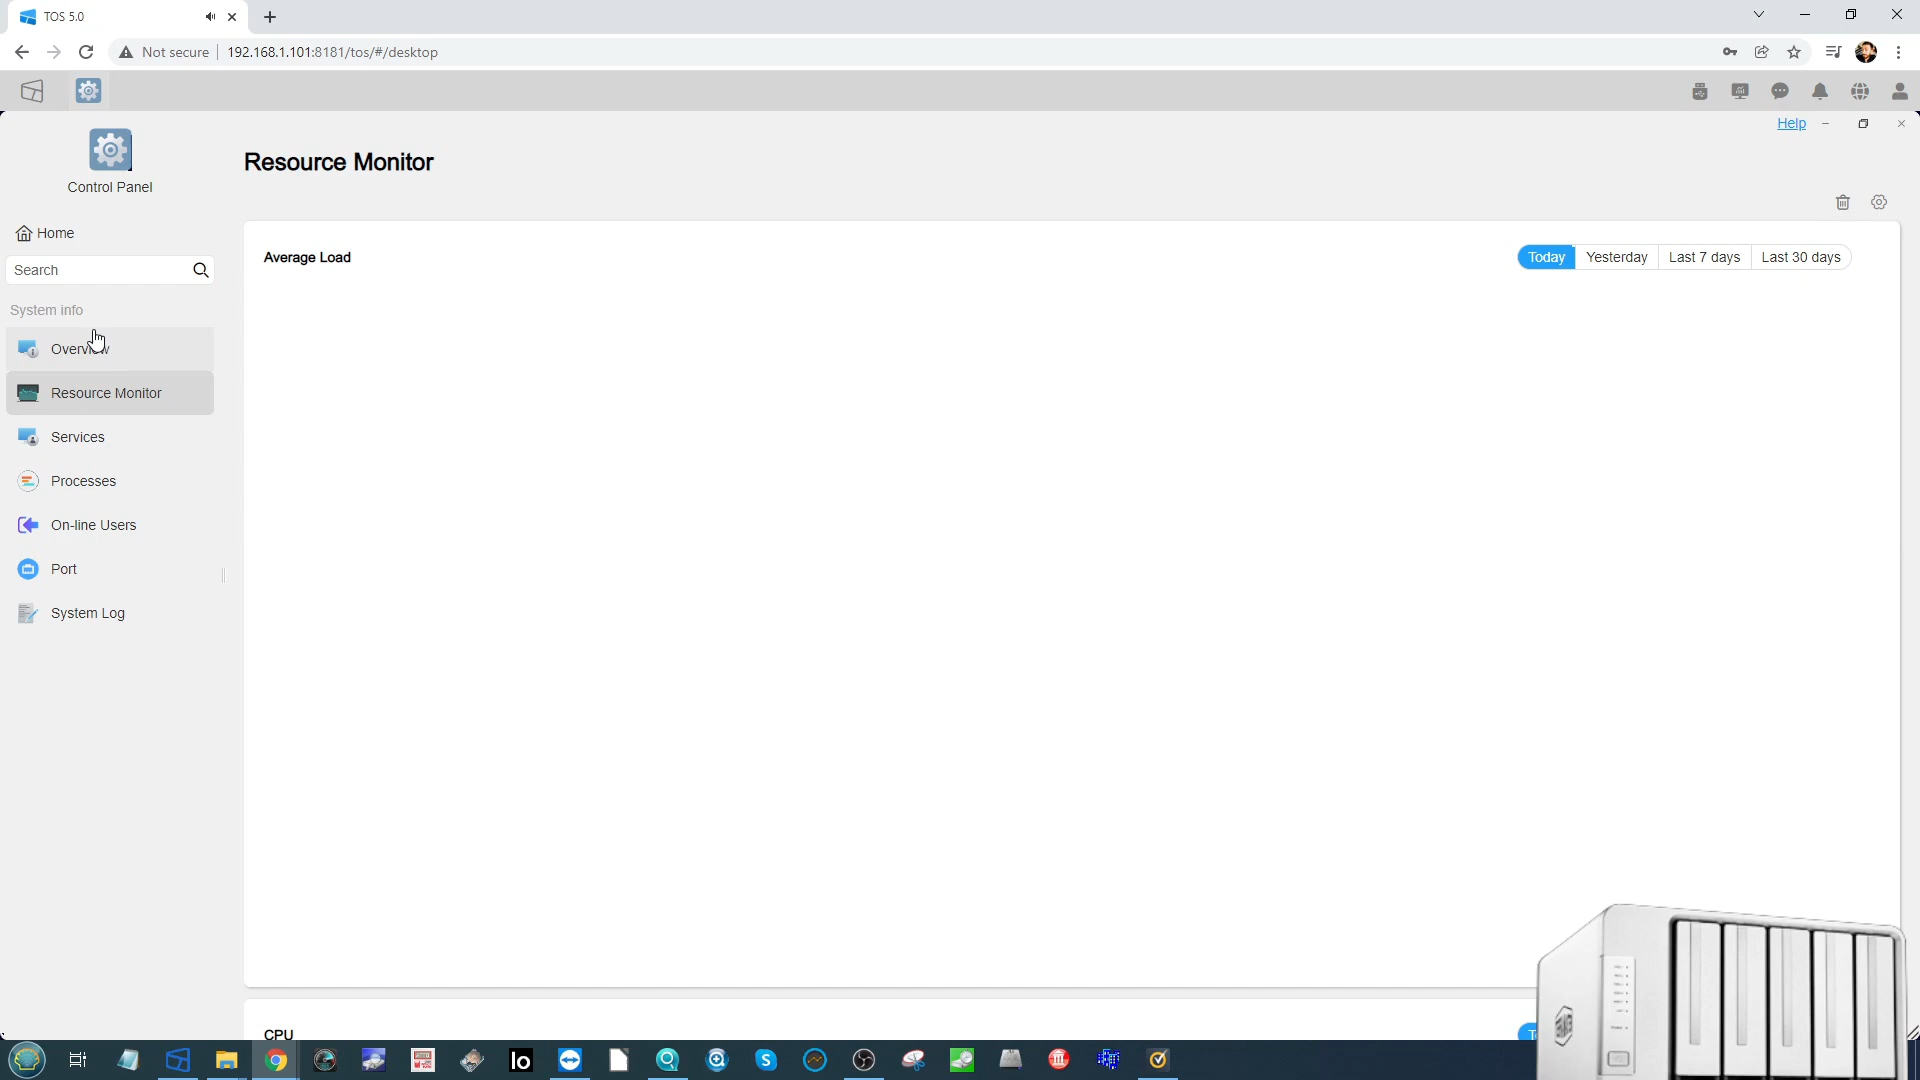 TOS 5.0
Not secure
192.168.1.101:8181/tos/#/desktop
Help
Control Panel
Resource Monitor
Home
Search
System info
Overview
Resource Monitor
Services
Processes
On-line Users
Port
System Log
Average Load
Today
Yesterday
Last 7 days
Last 30 days
CPU
lo